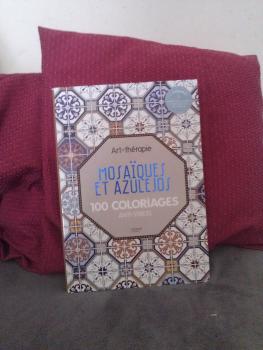 Art-thérapie
MOSAÏQUES
ET AZULEJOS
100 COLORIAGES
ANTI-STRESS